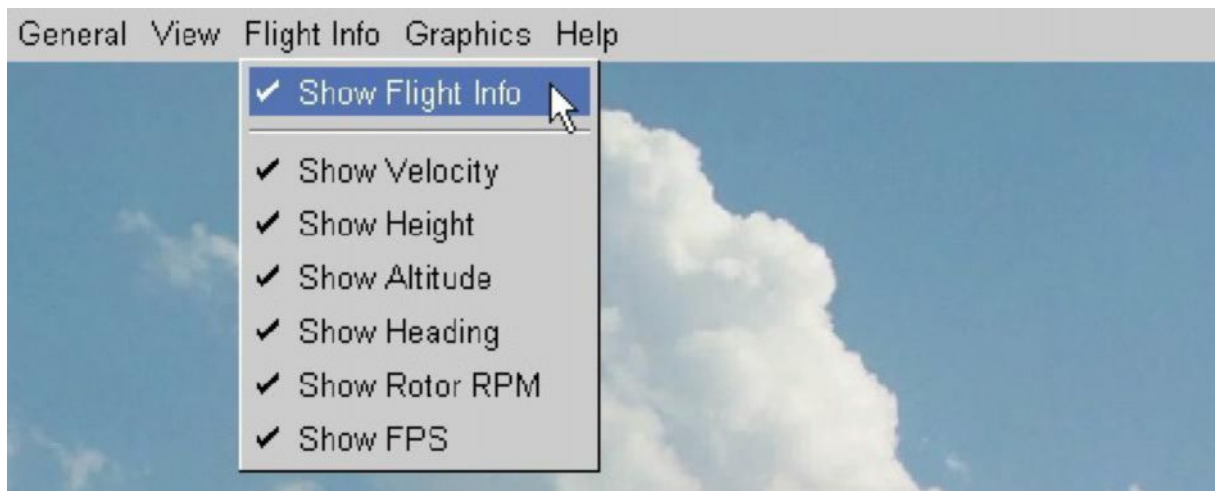 General View Flight Info Graphics Help
Show Flight Info
Show Velocity
Show Height
Show Altitude
Show Heading
Show Rotor RPM
Show FPS